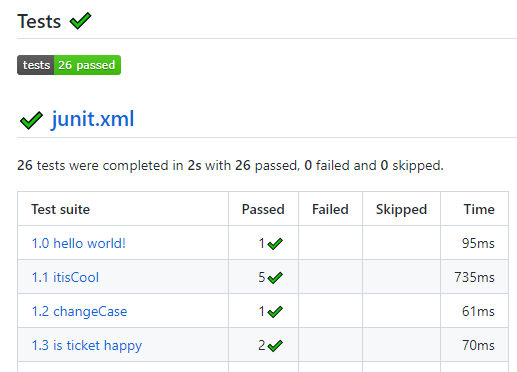 Tests
tests 26 passed
junit.xml
26 tests were completed in 2s with 26 passed, 0 failed and 0 skipped.
Test suite Passed Failed Skipped Time
1.0 hello world! 1 95ms
1.1 itisCool 5 735ms
1.2 changeCase 1 61ms
1.3 is ticket happy 2 70ms